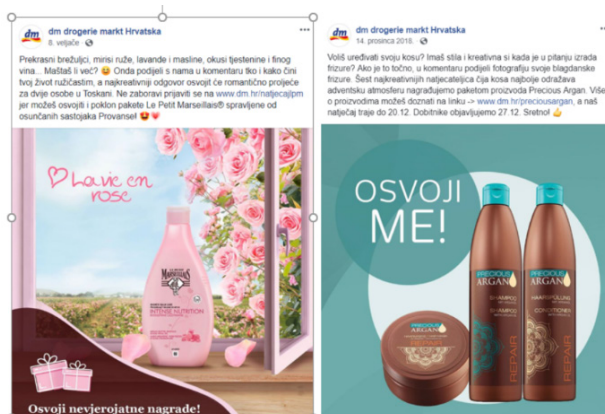 dm drogerie markt Hrvatska
8. veljače
Prekrasni brežuljci, mirisi ruže, lavande i masline, okusi tjestenine i finog
vina... Maštaš li već? Onda podijeli s nama u komentaru tko i kako čini
tvoj život ružičastim, a najkreativniji odgovor osvojit će romantično proljeće
za dvije osobe u Toskani. Ne zaboravi prijaviti se na www.dm.hr/natjecajlpm
jer možeš osvojiti i poklon pakete Le Petit Marseillais® spravljene od
osunčanih sastojaka Provanse!
La vie en
rose
LE PETIT
MARSEILLAIS
INTENSE NUTRITION
Osvoji nevjerojatne nagrade!
dm drogerie markt Hrvatska
14. prosinca 2018.
Voliš uređivati svoju kosu? Imaš stila i kreativna si kada je u pitanju izrada
frizure? Ako je to točno, u komentaru podijeli fotografiju svoje blagdanske
frizure. Šest najkreativnijih natjecateljica čija kosa najbolje odražava
adventsku atmosferu nagrađujemo paketom proizvoda Precious Argan. Više
o proizvodima možeš doznati na linku -> www.dm.hr/preciousargan, a naš
natječaj traje do 20.12. Dobitnike objavljujemo 27.12. Sretno!
OSVOJI
ME!
PRECIOUS
ARGAN
SHAMPOO
SHAMPOO
REPAIR
PRECIOUS
ARGAN
HAARSPÜLUNG
CONDITIONER
REPAIR
PRECIOUS
ARGAN
REPAIR